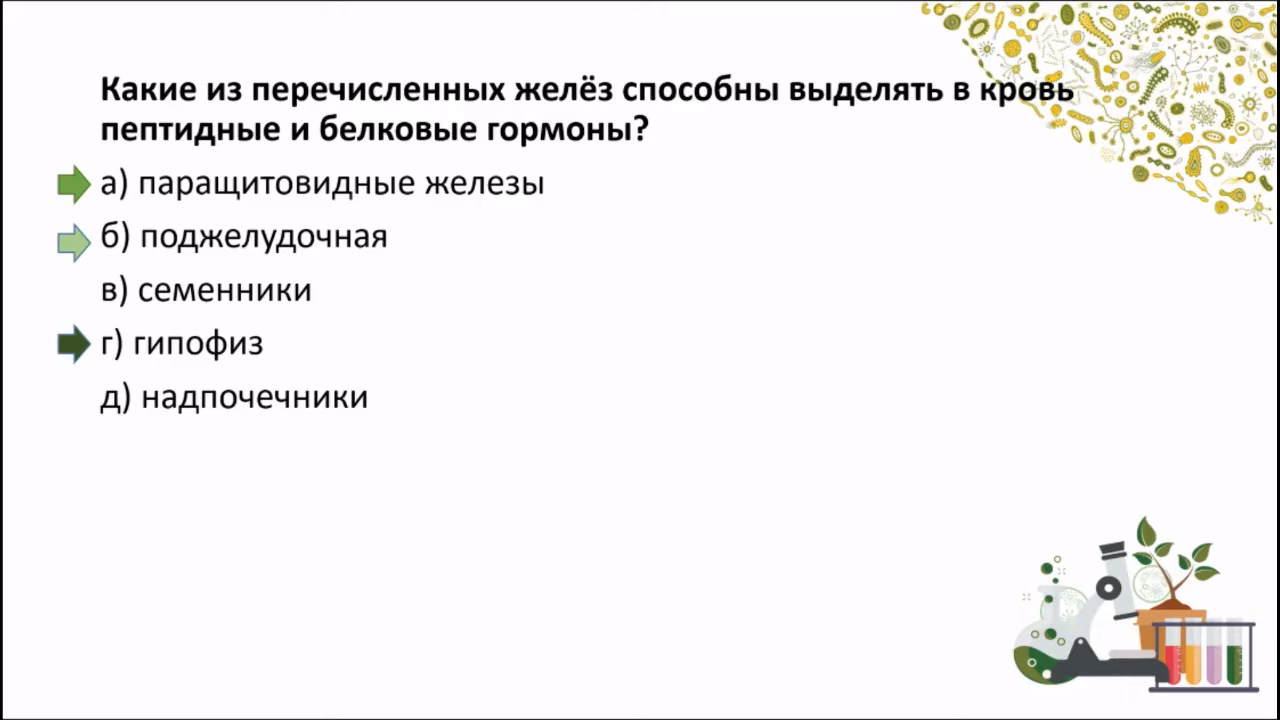 Какие из перечисленных желёз способны выделять в кровь
пептидные и белковые гормоны?
а) паращитовидные железы
б) поджелудочная
в) семенники
г) гипофиз
д) надпочечники